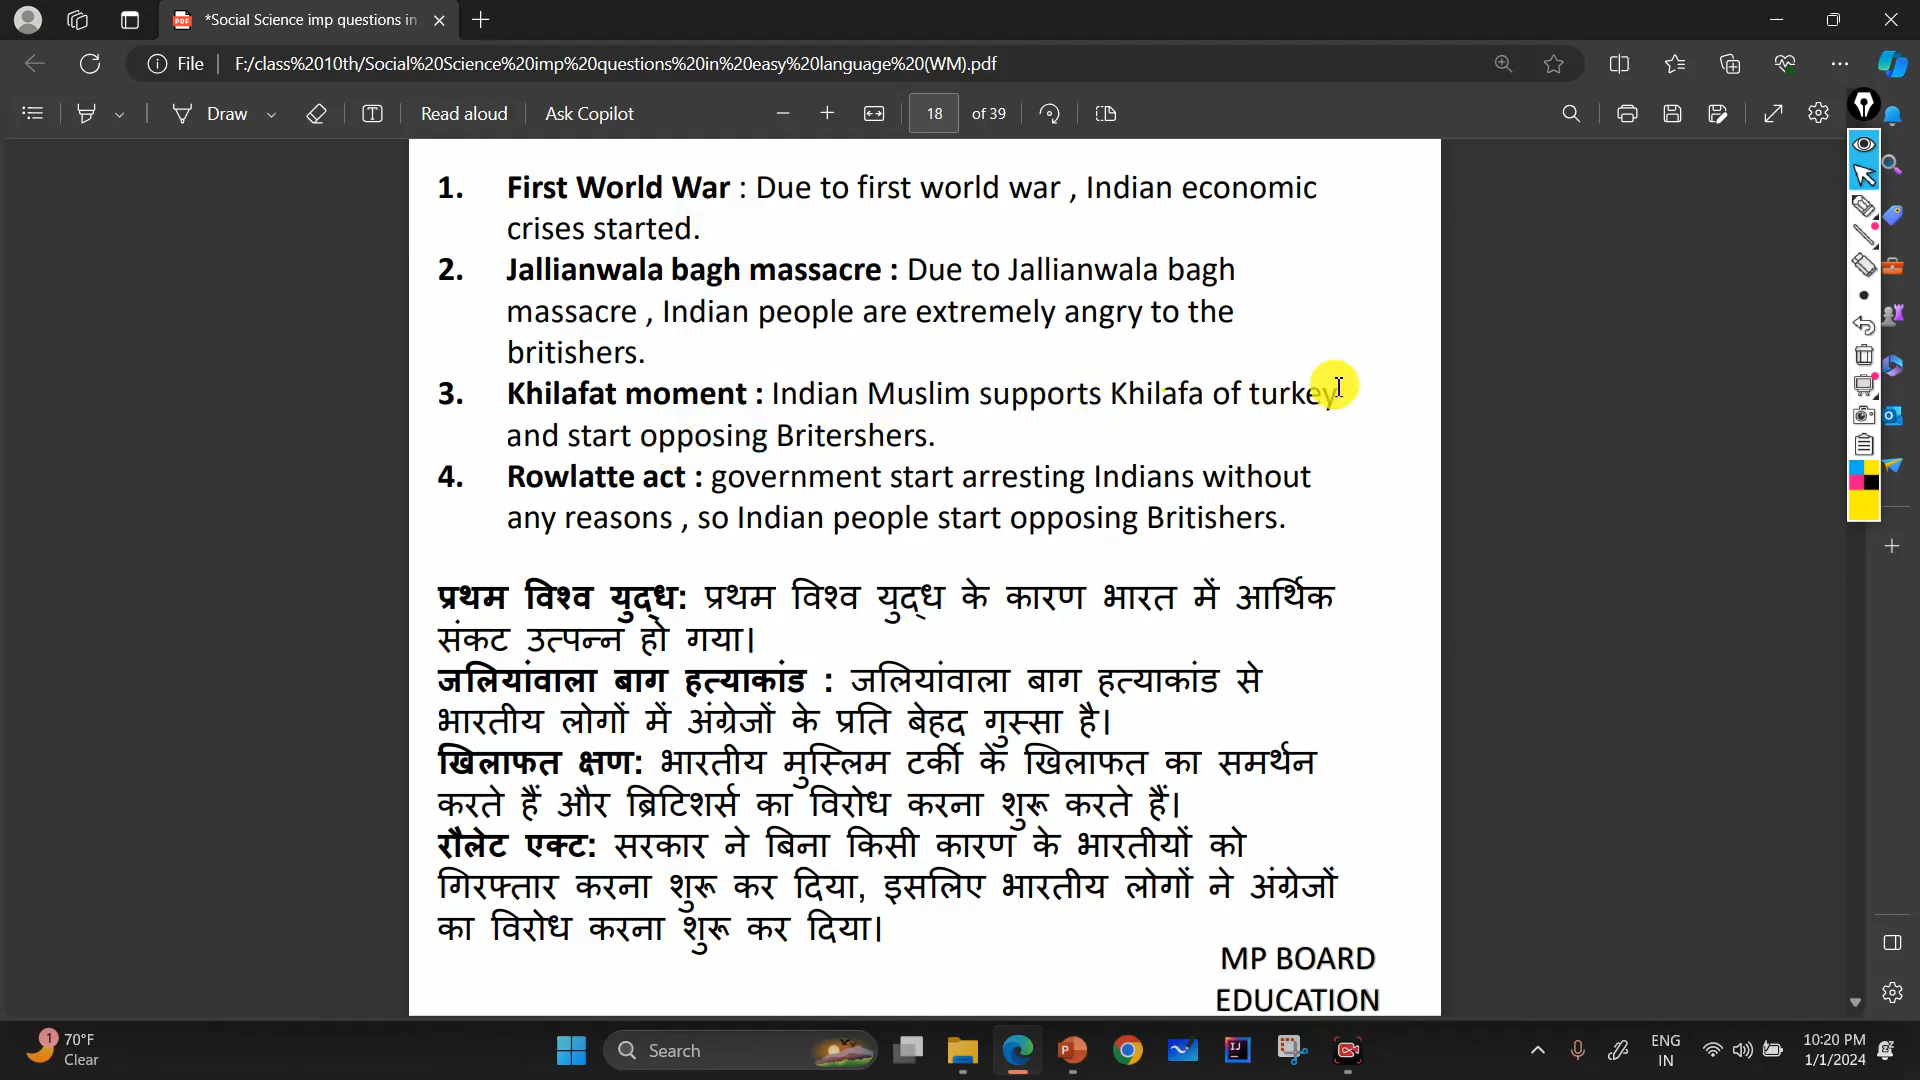 *Social Science imp questions in
File
F:/class%2010th/Social%20Science%20imp%20questions%20in%20easy%20language%20(WM).pdf
Draw
Read aloud
Ask Copilot
18 of 39
1. First World War : Due to first world war , Indian economic
crises started.
2. Jallianwala bagh massacre : Due to Jallianwala bagh
massacre , Indian people are extremely angry to the
britishers.
3. Khilafat moment : Indian Muslim supports Khilafa of turkey
and start opposing Britershers.
4. Rowlatte act : government start arresting Indians without
any reasons , so Indian people start opposing Britishers.
प्रथम विश्व युद्ध: प्रथम विश्व युद्ध के कारण भारत में आर्थिक
संकट उत्पन्न हो गया।
जलियांवाला बाग हत्याकांड : जलियांवाला बाग हत्याकांड से
भारतीय लोगों में अंग्रेजों के प्रति बेहद गुस्सा है।
खिलाफत क्षण: भारतीय मुस्लिम टर्की के खिलाफत का समर्थन
करते हैं और ब्रिटिशर्स का विरोध करना शुरू करते हैं।
रौलेट एक्ट: सरकार ने बिना किसी कारण के भारतीयों को
गिरफ्तार करना शुरू कर दिया, इसलिए भारतीय लोगों ने अंग्रेजों
का विरोध करना शुरू कर दिया।
MP BOARD
EDUCATION
1
70°F
Clear
Search
ENG
IN
10:20 PM
1/1/2024